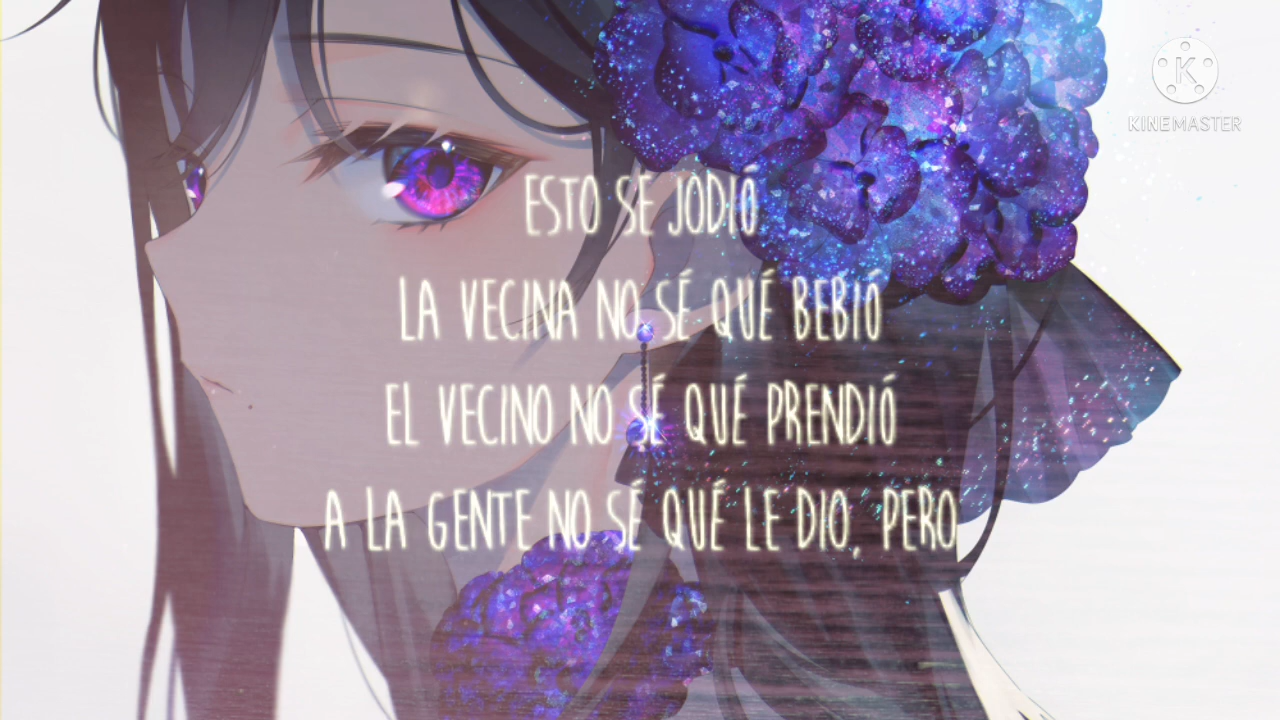 KINEMASTER
ESTO SE JODIÓ
LA VECINA NO SÉ QUÉ BEBIÓ
EL VECINO NO SÉ QUÉ PRENDIÓ
A LA GENTE NO SÉ QUÉ LE DIO, PERO